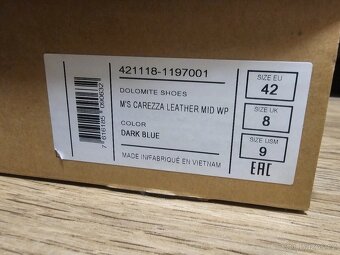 421118-1197001
DOLOMITE SHOES
M'S CAREZZA LEATHER MID WP
COLOR
DARK BLUE
MADE IN/FABRIQUÉ EN VIETNAM
7616185090632
SIZE EU
42
SIZE UK
8
SIZE USM
9
EAC